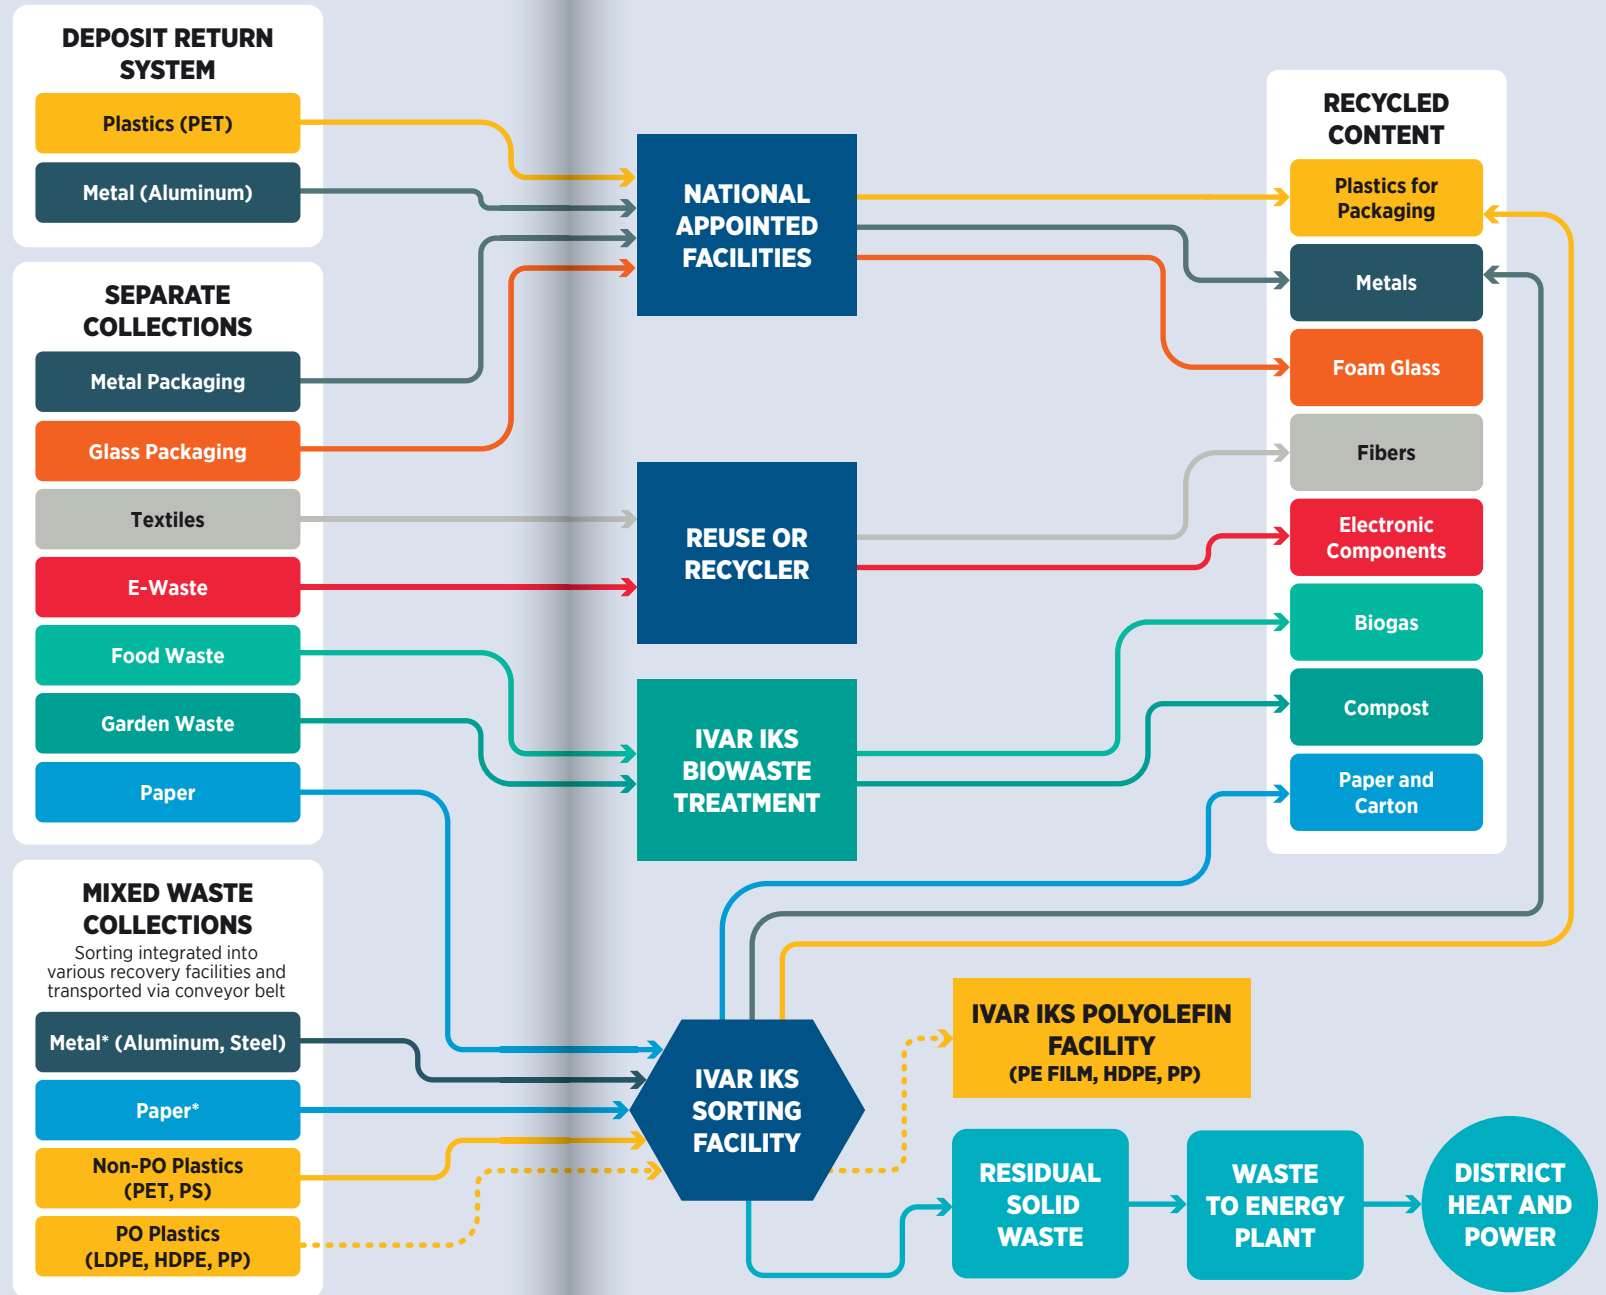 DEPOSIT RETURN
SYSTEM
Plastics (PET)
Metal (Aluminum)
SEPARATE
COLLECTIONS
Metal Packaging
Glass Packaging
Textiles
E-Waste
Food Waste
Garden Waste
Paper
MIXED WASTE
COLLECTIONS
Sorting integrated into
various recovery facilities and
transported via conveyor belt
Metal* (Aluminum, Steel)
Paper*
Non-PO Plastics
(PET, PS)
PO Plastics
(LDPE, HDPE, PP)
NATIONAL
APPOINTED
FACILITIES
REUSE OR
RECYCLER
IVAR IKS
BIOWASTE
TREATMENT
IVAR IKS
SORTING
FACILITY
RECYCLED
CONTENT
Plastics for
Packaging
Metals
Foam Glass
Fibers
Electronic
Components
Biogas
Compost
Paper and
Carton
IVAR IKS POLYOLEFIN
FACILITY
(PE FILM, HDPE, PP)
RESIDUAL
SOLID
WASTE
WASTE
TO ENERGY
PLANT
DISTRICT
HEAT AND
POWER